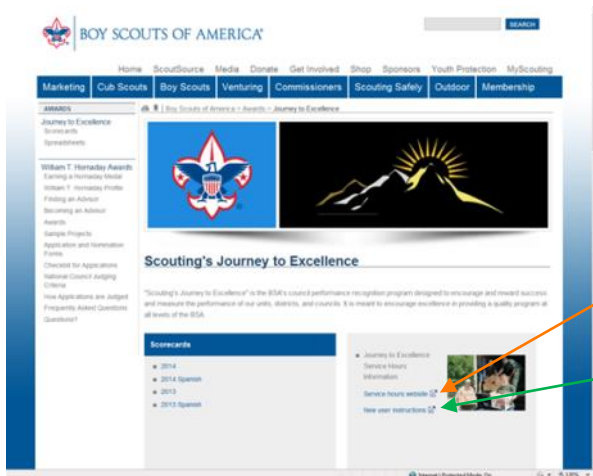 BOY SCOUTS OF AMERICA®
SEARCH
Home ScoutSource Media Donate Get Involved Shop Sponsors Youth Protection MyScouting
Marketing Cub Scouts Boy Scouts Venturing Commissioners Scouting Safely Outdoor Membership
AWARDS
Boy Scouts of America > Awards > Journey to Excellence
Journey to Excellence
Scorecards
Spreadsheets
William T. Hornaday Awards
Earning a Hornaday Medal
William T. Hornaday Profile
Finding an Advisor
Becoming an Advisor
Awards
Sample Projects
Application and Nomination
Forms
Checklist for Applications
National Council Judging
Criteria
How Applications are Judged
Frequently Asked Questions
Questions?
Scouting's Journey to Excellence
"Scouting's Journey to Excellence" is the BSA's council performance recognition program designed to encourage and reward success
and measure the performance of our units, districts, and councils. It is meant to encourage excellence in providing a quality program at
all levels of the BSA.
Scorecards
2014
2014 Spanish
2013
2013 Spanish
Journey to Excellence
Service Hours
Information
Service hours website
New user instructions
Internet | Protected Mode: On